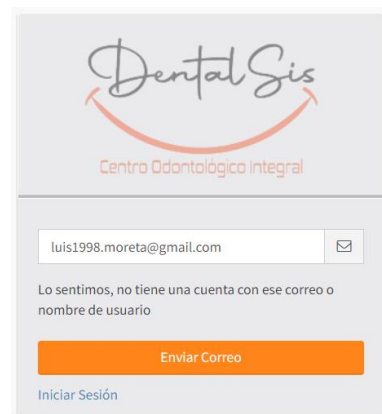 DentalSis
Centro Odontológico Integral
luis1998.moreta@gmail.com
Lo sentimos, no tiene una cuenta con ese correo o
nombre de usuario
Enviar Correo
Iniciar Sesión